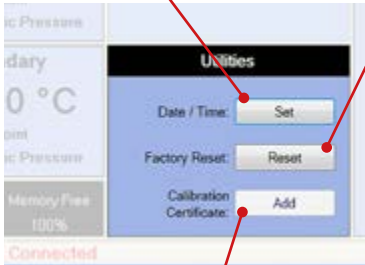 ic Pressure
Utilities
dary
0 °C
Date / Time: Set
oint
ic Pressure
Factory Reset: Reset
Memory Free
100%
Calibration
Certificate: Add
Connected